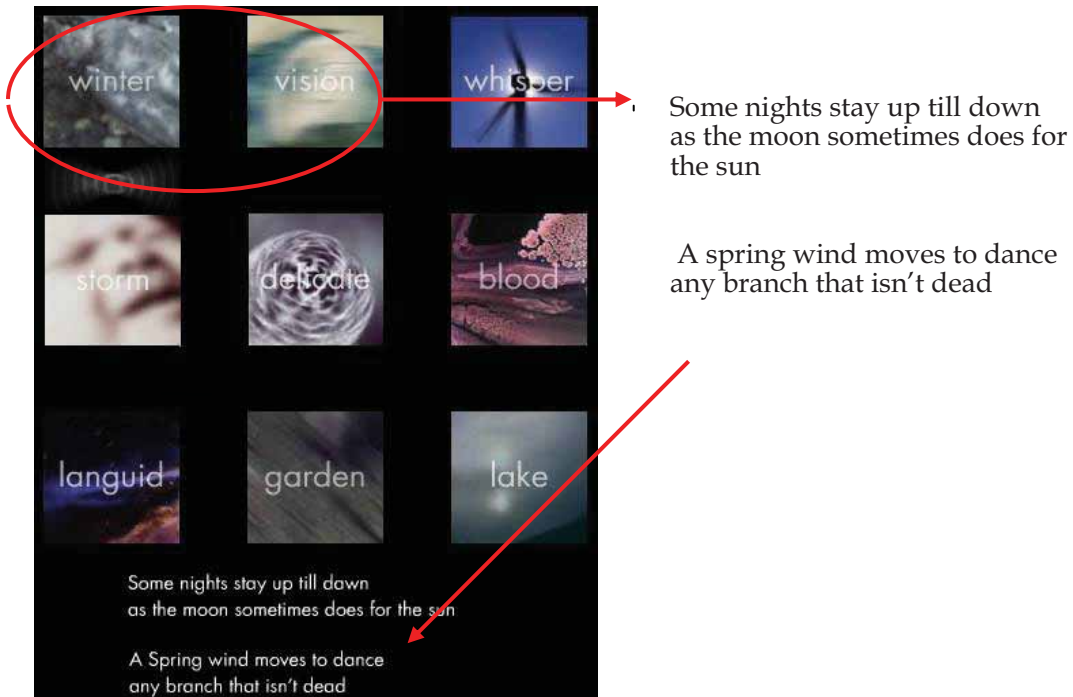 winter
vision
whisper
storm
delicate
blood
languid
garden
lake
Some nights stay up till dawn
as the moon sometimes does for the sun
A Spring wind moves to dance
any branch that isn't dead
Some nights stay up till down
as the moon sometimes does for
the sun
A spring wind moves to dance
any branch that isn’t dead